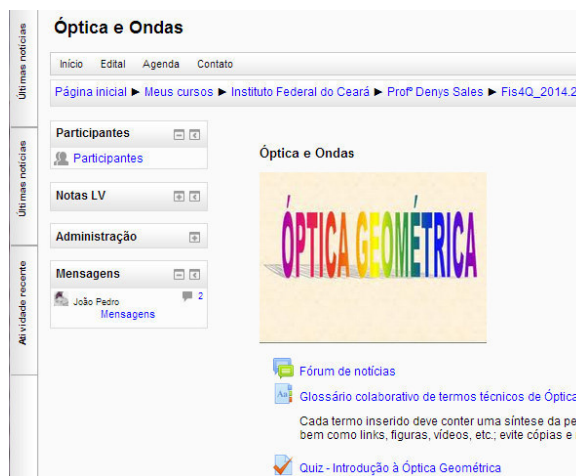 Óptica e Ondas
Início Edital Agenda Contato
Página inicial ► Meus cursos ► Instituto Federal do Ceará ► Profº Denys Sales ► Fis4Q_2014.2
Últimas notícias
Últimas notícias
Atividade recente
Participantes
Participantes
Notas LV
Administração
Mensagens
João Pedro 2
Mensagens
Óptica e Ondas
ÓPTICA GEOMÉTRICA
Fórum de notícias
Aa
Glossário colaborativo de termos técnicos de Óptica
Cada termo inserido deve conter uma síntese da pe
bem como links, figuras, vídeos, etc.; evite cópias e
Quiz - Introdução à Óptica Geométrica